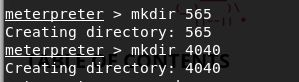 meterpreter > mkdir 565
Creating directory: 565
meterpreter > mkdir 4040
Creating directory: 4040